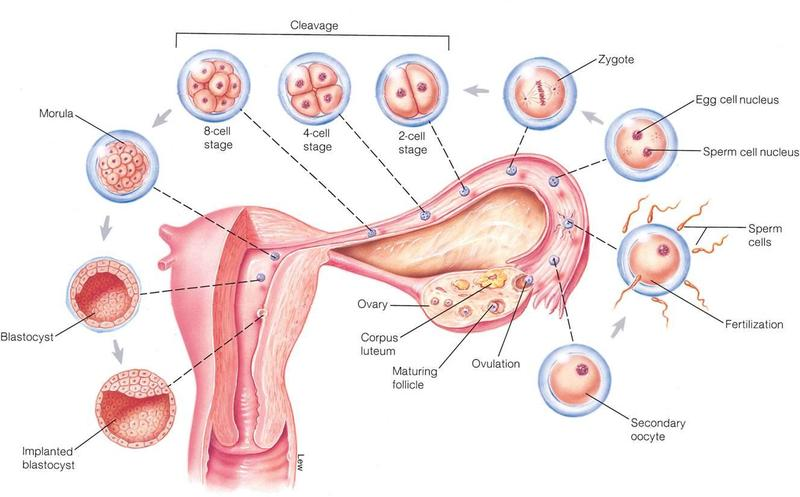 Cleavage
Zygote
Egg cell nucleus
Sperm cell nucleus
Morula
8-cell
stage
4-cell
stage
2-cell
stage
Sperm
cells
Ovary
Corpus
luteum
Maturing
follicle
Ovulation
Fertilization
Blastocyst
Secondary
oocyte
Implanted
blastocyst
Lew